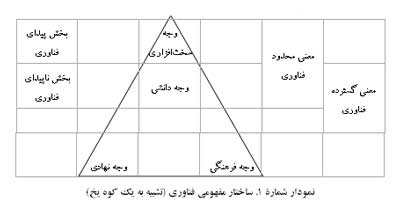 بخش پیدای
فناوری
وجه
سخت‌افزاری
معنی محدود
فناوری
بخش ناپیدای
فناوری
وجه دانشی
معنی گسترده
فناوری
وجه نهادی
وجه فرهنگی
نمودار شمارۀ ۱. ساختار مفهومی فناوری (تشبیه به یک کوه یخ)